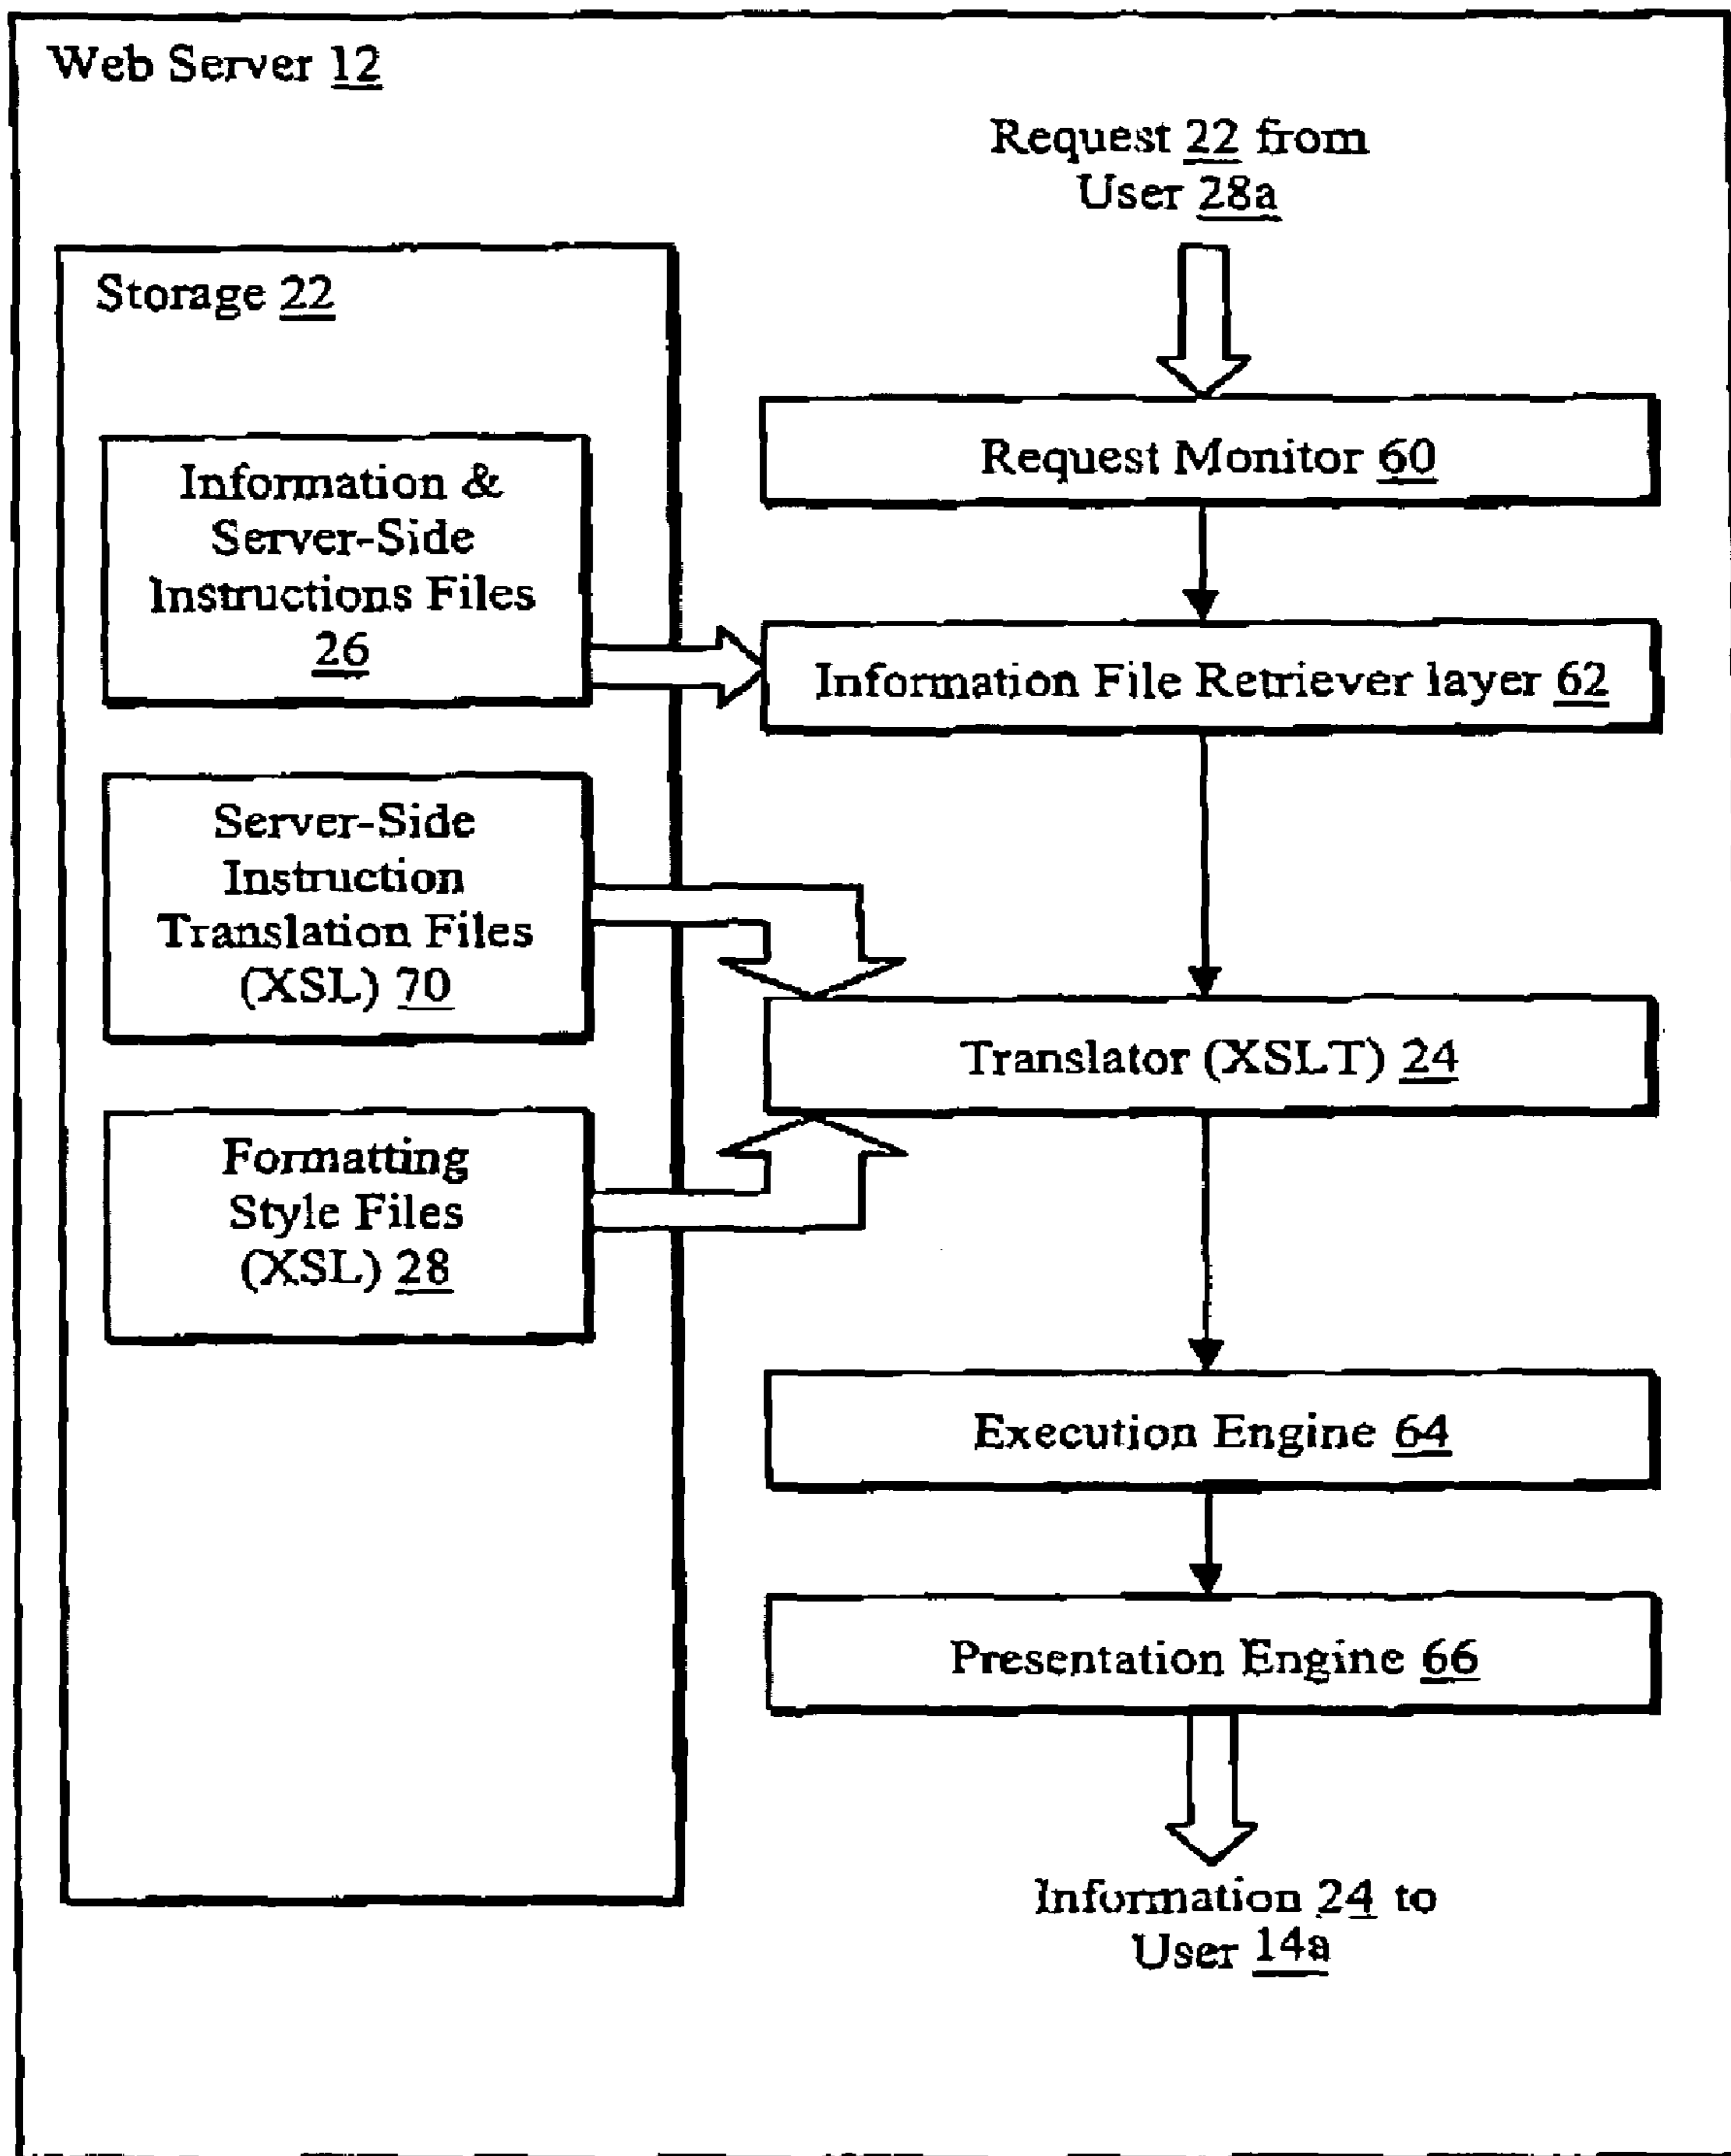 Web Server 12
Request 22 from
User 28a
Storage 22
Request Monitor 60
Information &
Server-Side
Instructions Files
26
Information File Retriever layer 62
Server-Side
Instruction
Translation Files
(XSL) 70
Translator (XSLT) 24
Formatting
Style Files
(XSL) 28
Execution Engine 64
Presentation Engine 66
Information 24 to
User 14a